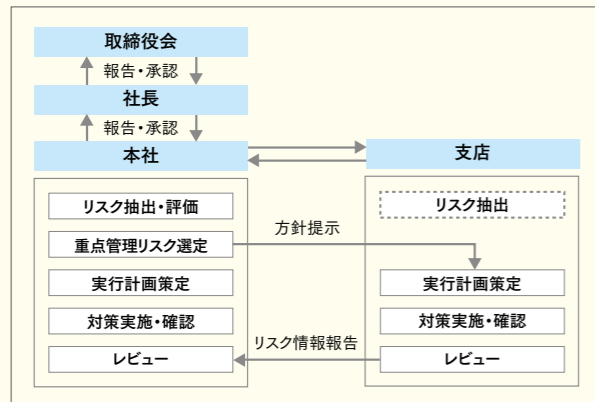 取締役会
報告・承認
社長
報告・承認
本社
支店
リスク抽出・評価
リスク抽出
重点管理リスク選定
方針提示
実行計画策定
実行計画策定
対策実施・確認
対策実施・確認
リスク情報報告
レビュー
レビュー